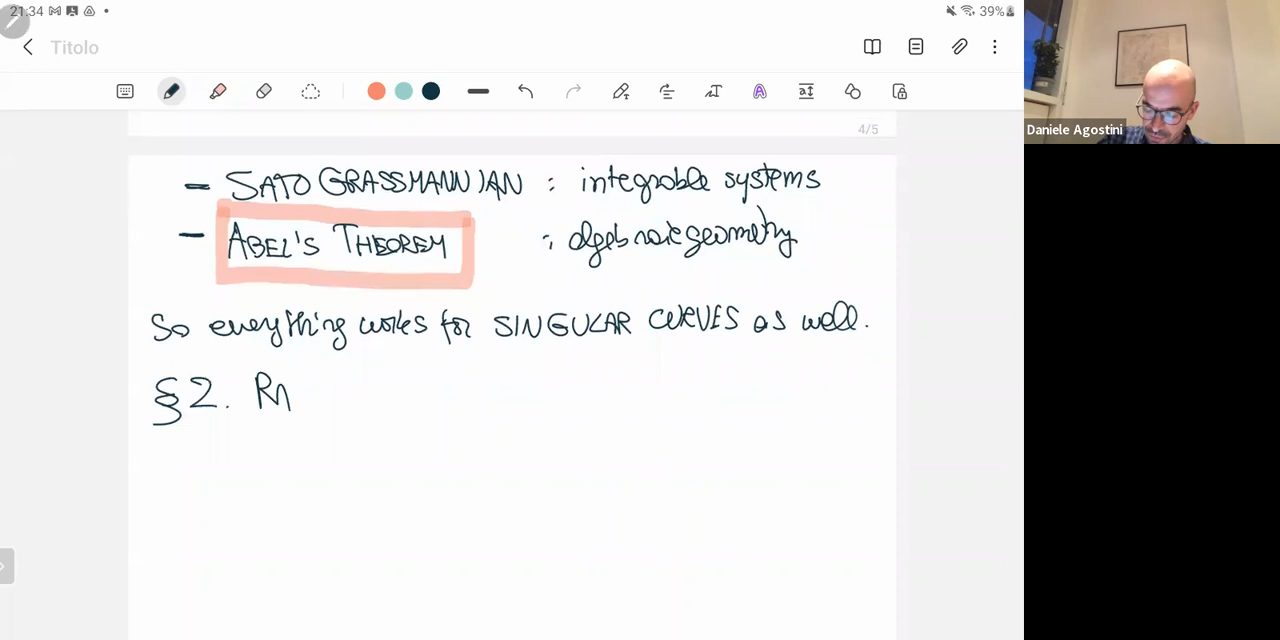 21:34
39%
Titolo
Daniele Agostini
4/5
- SATO GRASSMANNIAN : integrable systems
- ABEL'S THEOREM : algebraic geometry
So everything works for SINGULAR CURVES as well.
§2.